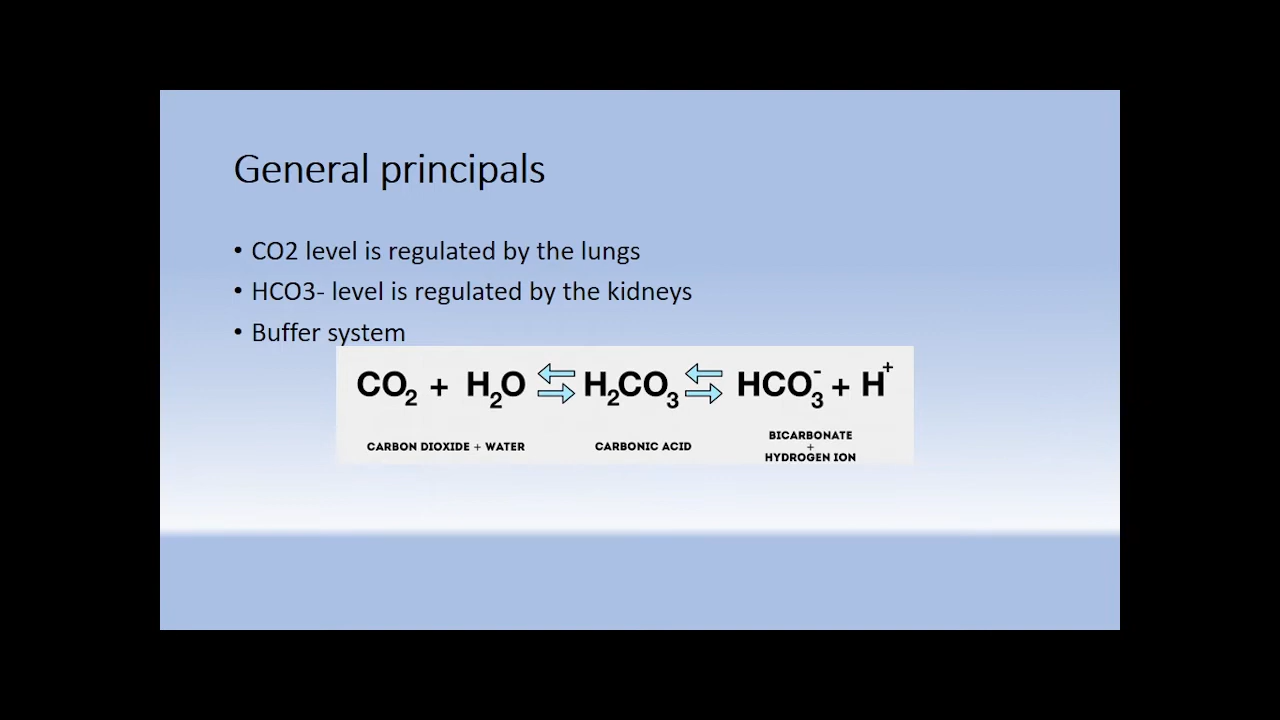 General principals
• CO2 level is regulated by the lungs
• HCO3- level is regulated by the kidneys
• Buffer system
CO₂ + H₂O ⇄ H₂CO₃ ⇄ HCO₃⁻ + H⁺
CARBON DIOXIDE + WATER CARBONIC ACID BICARBONATE + HYDROGEN ION